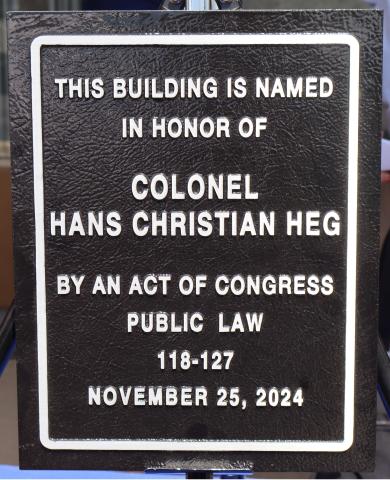 THIS BUILDING IS NAMED
IN HONOR OF
COLONEL
HANS CHRISTIAN HEG
BY AN ACT OF CONGRESS
PUBLIC LAW
118-127
NOVEMBER 25, 2024